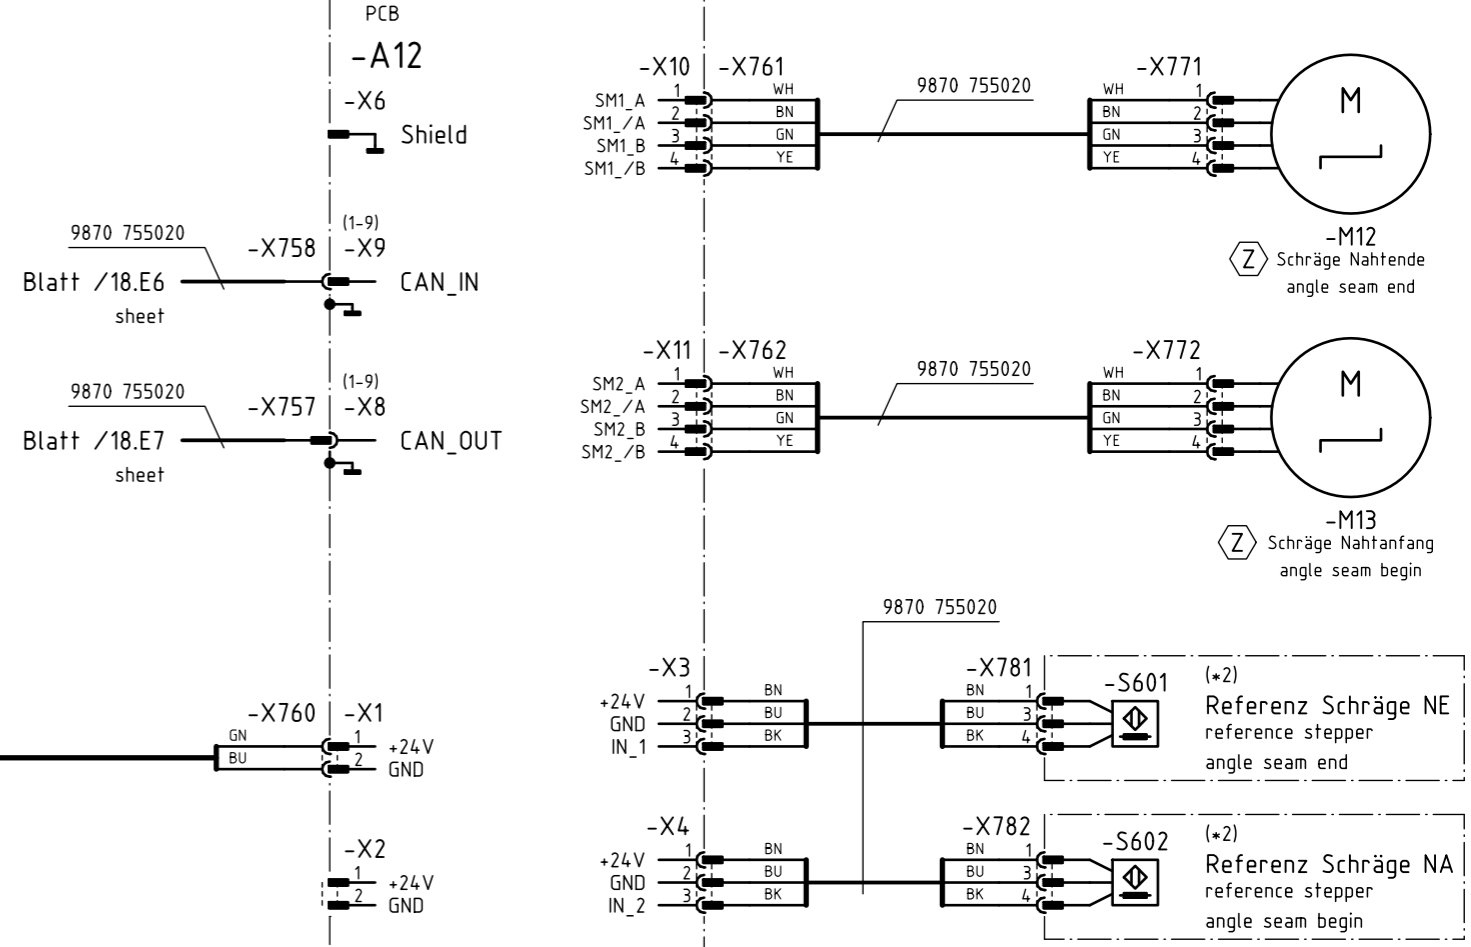 PCB
-A12
-X6
Shield
(1-9)
9870 755020
-X758 -X9
Blatt /18.E6 CAN_IN
sheet
(1-9)
9870 755020
-X757 -X8
Blatt /18.E7 CAN_OUT
sheet
-X760 -X1
GN 1 +24V
BU 2 GND
-X2
1 +24V
2 GND
-X10 -X761 9870 755020 -X771
SM1_A 1 WH WH 1
SM1_/A 2 BN BN 2
SM1_B 3 GN GN 3
SM1_/B 4 YE YE 4
M
-M12
Z Schräge Nahtende
angle seam end
-X11 -X762 9870 755020 -X772
SM2_A 1 WH WH 1
SM2_/A 2 BN BN 2
SM2_B 3 GN GN 3
SM2_/B 4 YE YE 4
M
-M13
Z Schräge Nahtanfang
angle seam begin
9870 755020
-X3 -X781 -S601
+24V 1 BN BN 1
GND 2 BU BU 3
IN_1 3 BK BK 4
(*2)
Referenz Schräge NE
reference stepper
angle seam end
-X4 -X782 -S602
+24V 1 BN BN 1
GND 2 BU BU 3
IN_2 3 BK BK 4
(*2)
Referenz Schräge NA
reference stepper
angle seam begin